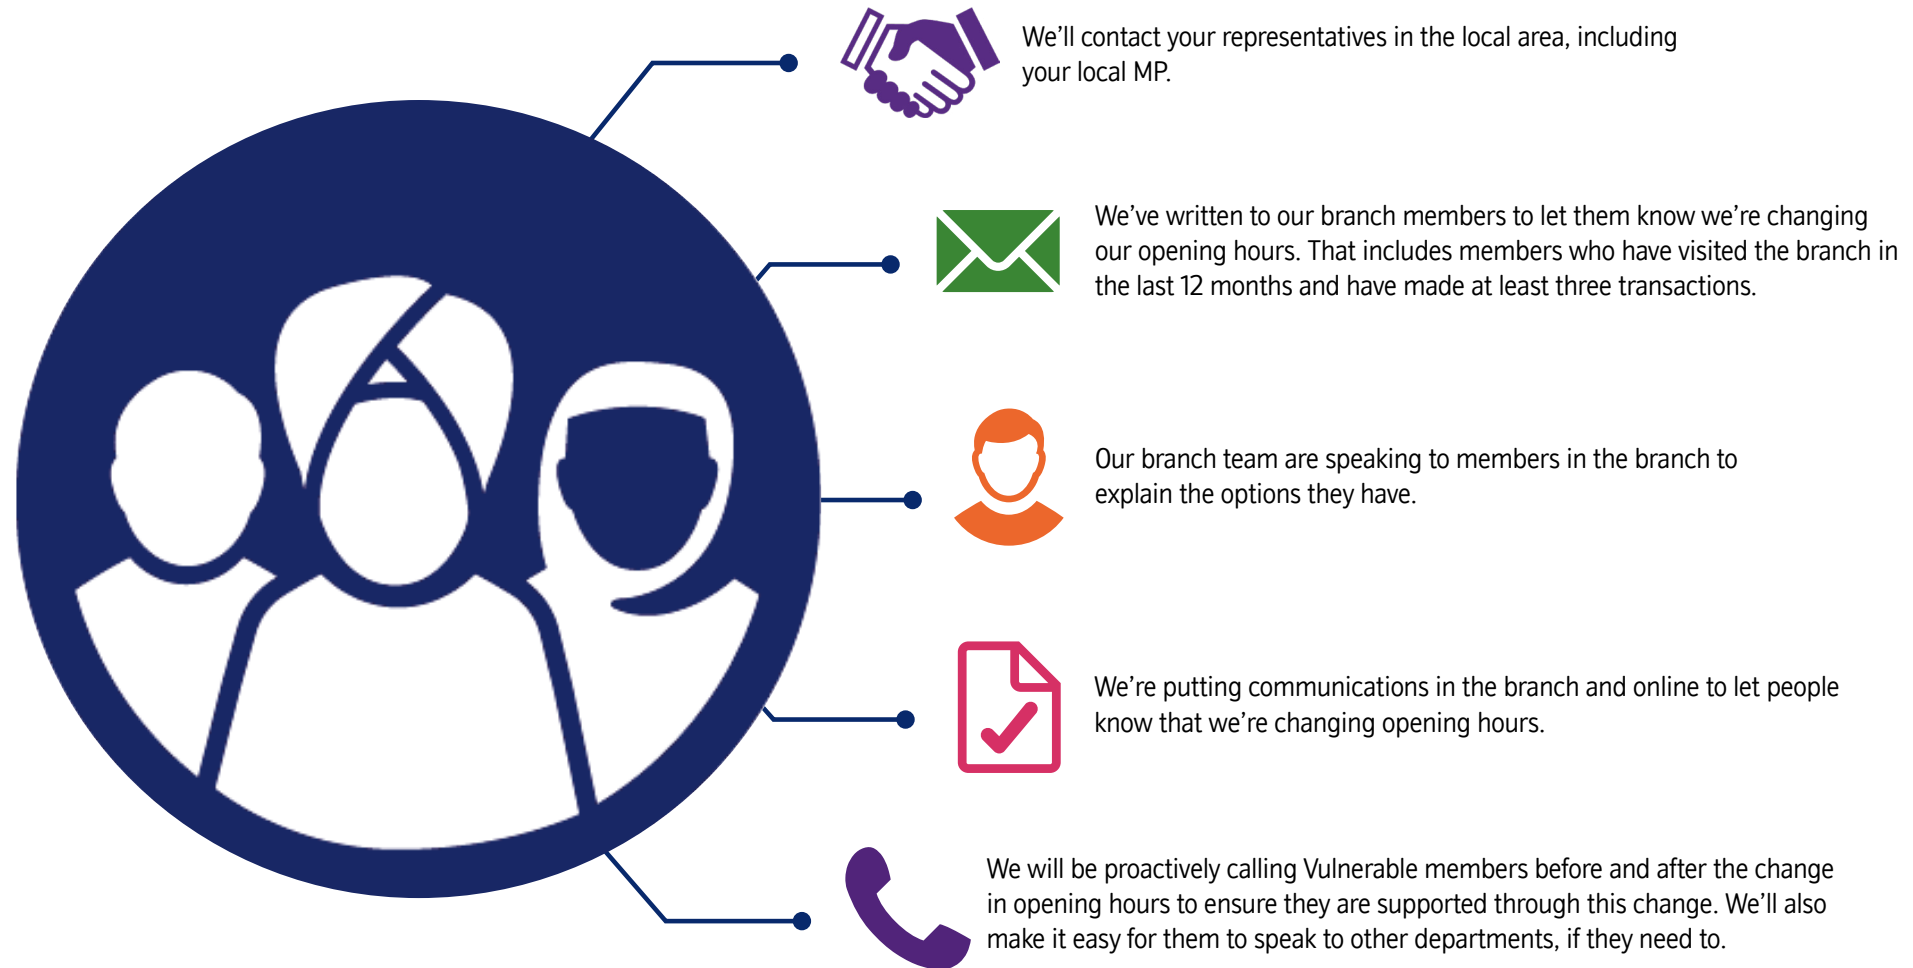 We'll contact your representatives in the local area, including
your local MP.
We've written to our branch members to let them know we're changing
our opening hours. That includes members who have visited the branch in
the last 12 months and have made at least three transactions.
Our branch team are speaking to members in the branch to
explain the options they have.
We're putting communications in the branch and online to let people
know that we're changing opening hours.
We will be proactively calling Vulnerable members before and after the change
in opening hours to ensure they are supported through this change. We'll also
make it easy for them to speak to other departments, if they need to.